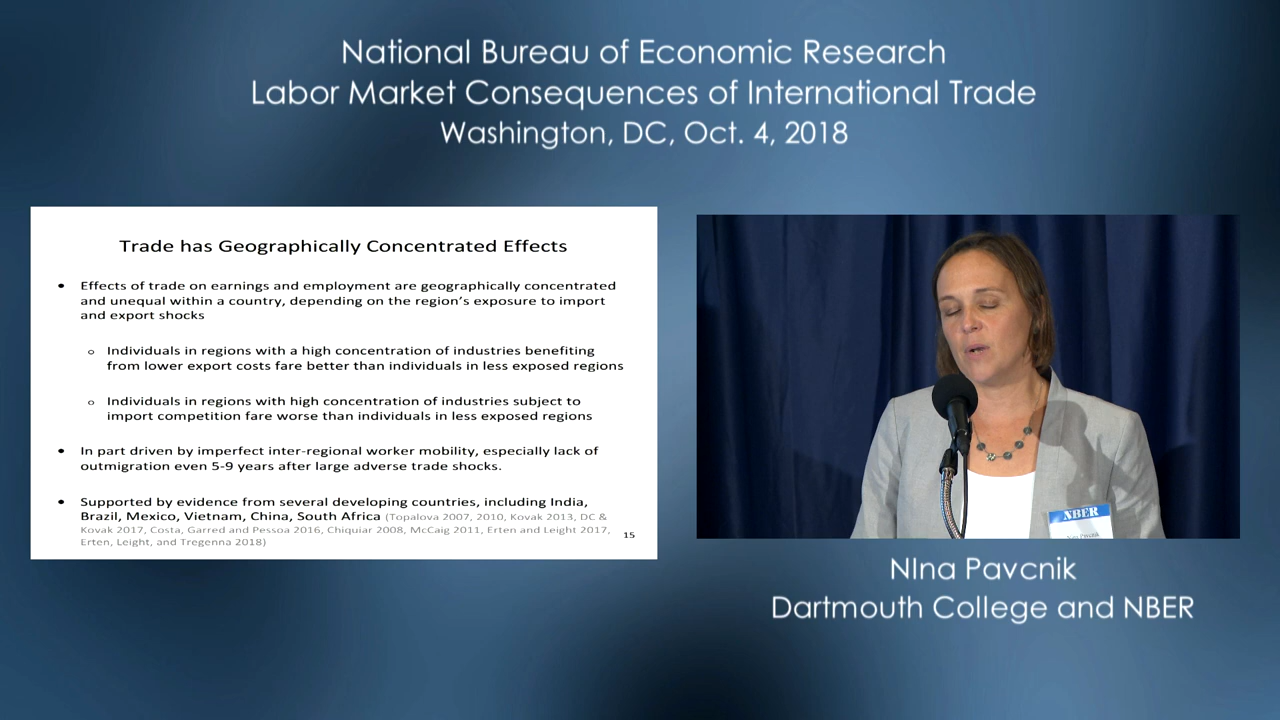 National Bureau of Economic Research
Labor Market Consequences of International Trade
Washington, DC, Oct. 4, 2018
Trade has Geographically Concentrated Effects
• Effects of trade on earnings and employment are geographically concentrated
and unequal within a country, depending on the region's exposure to import
and export shocks
o Individuals in regions with a high concentration of industries benefiting
from lower export costs fare better than individuals in less exposed regions
o Individuals in regions with high concentration of industries subject to
import competition fare worse than individuals in less exposed regions
• In part driven by imperfect inter-regional worker mobility, especially lack of
outmigration even 5-9 years after large adverse trade shocks.
• Supported by evidence from several developing countries, including India,
Brazil, Mexico, Vietnam, China, South Africa (Topalova 2007, 2010, Kovak 2013, DC &
Kovak 2017, Costa, Garred and Pessoa 2016, Chiquiar 2008, McCaig 2011, Erten and Leight 2017,
Erten, Leight, and Tregenna 2018)
15
NBER
NIna Pavcnik
Dartmouth College and NBER